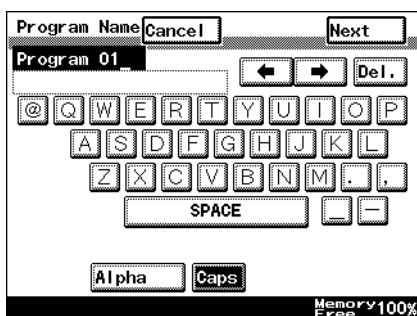 Program Name Cancel Next
Program 01_
← → Del.
@ Q W E R T Y U I O P
A S D F G H J K L
Z X C V B N M . ,
SPACE _ —
Alpha Caps
Memory Free 100%